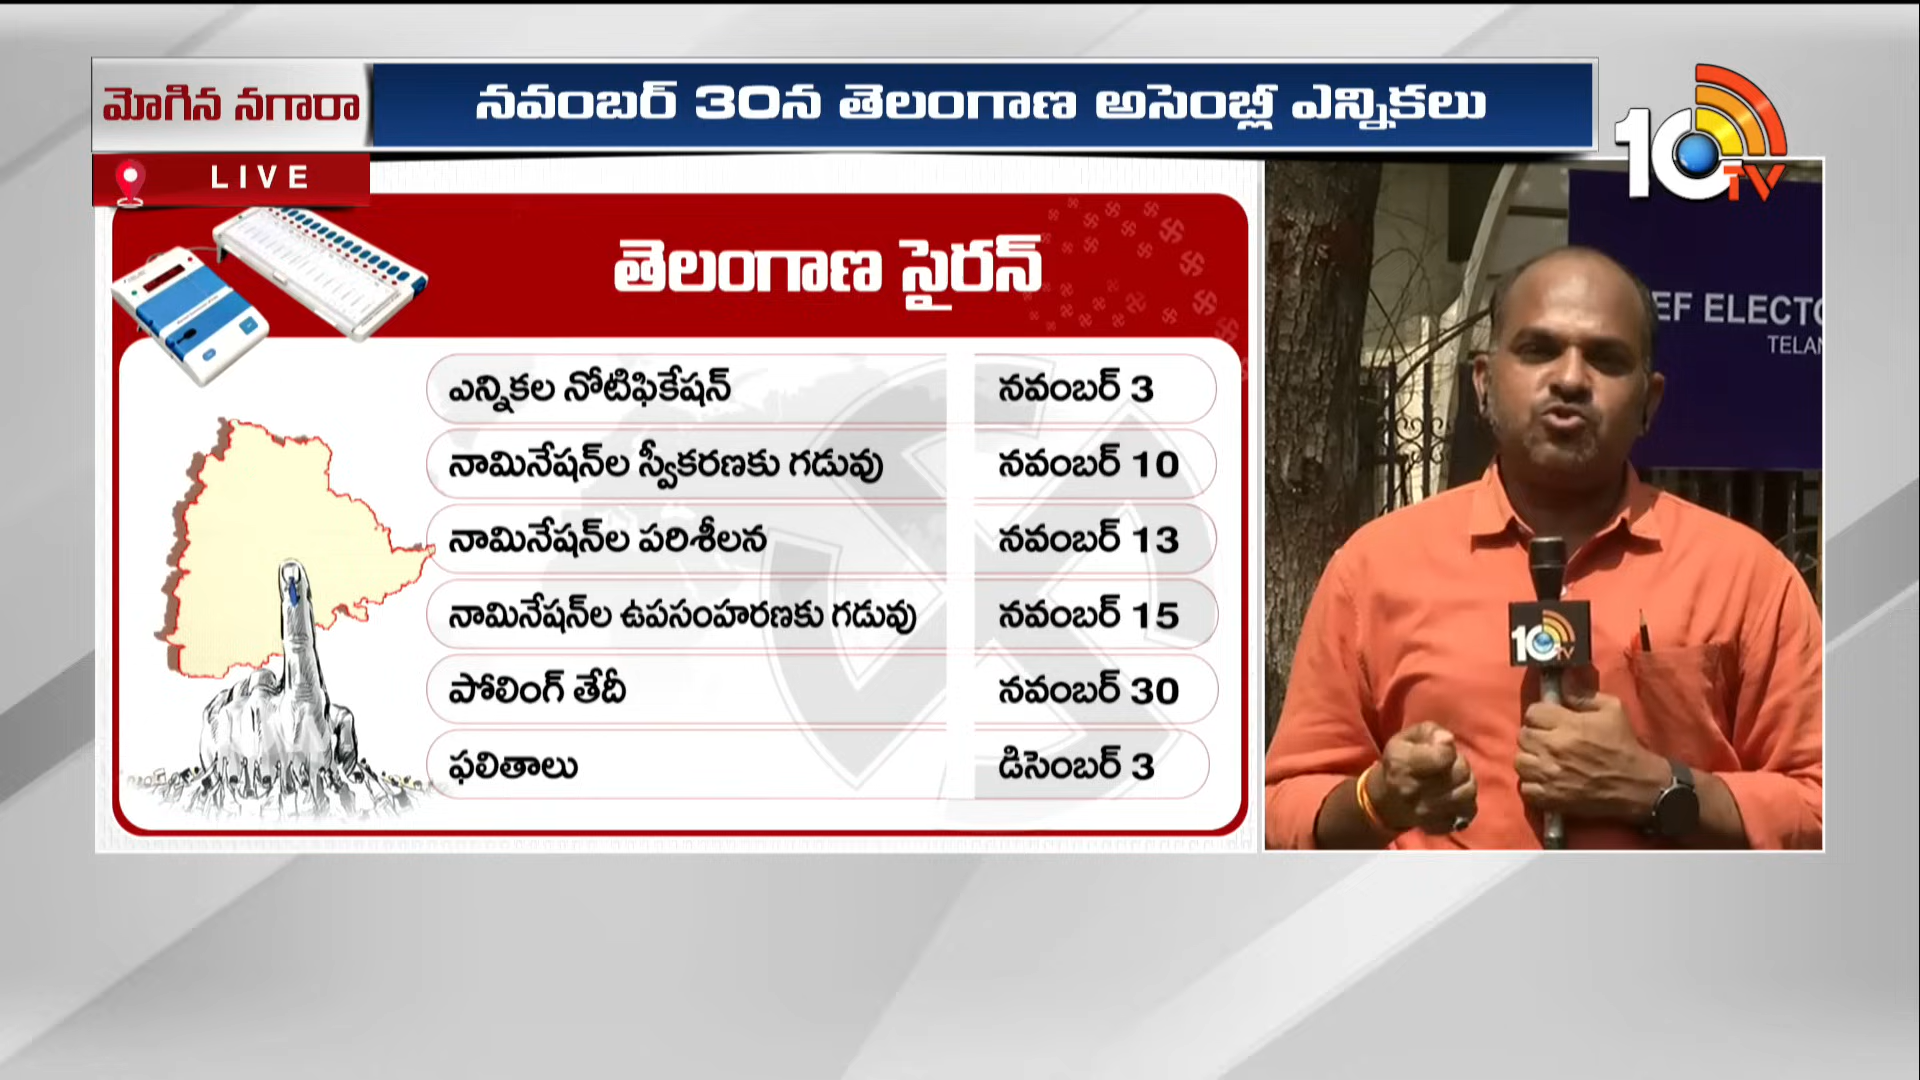 మోగిన నగారా
నవంబర్ 30న తెలంగాణ అసెంబ్లీ ఎన్నికలు
10TV
LIVE
తెలంగాణ సైరన్
ఎన్నికల నోటిఫికేషన్ నవంబర్ 3
నామినేషన్‌ల స్వీకరణకు గడువు నవంబర్ 10
నామినేషన్‌ల పరిశీలన నవంబర్ 13
నామినేషన్‌ల ఉపసంహరణకు గడువు నవంబర్ 15
పోలింగ్ తేదీ నవంబర్ 30
ఫలితాలు డిసెంబర్ 3
EF ELECTO
TELAN
10TV